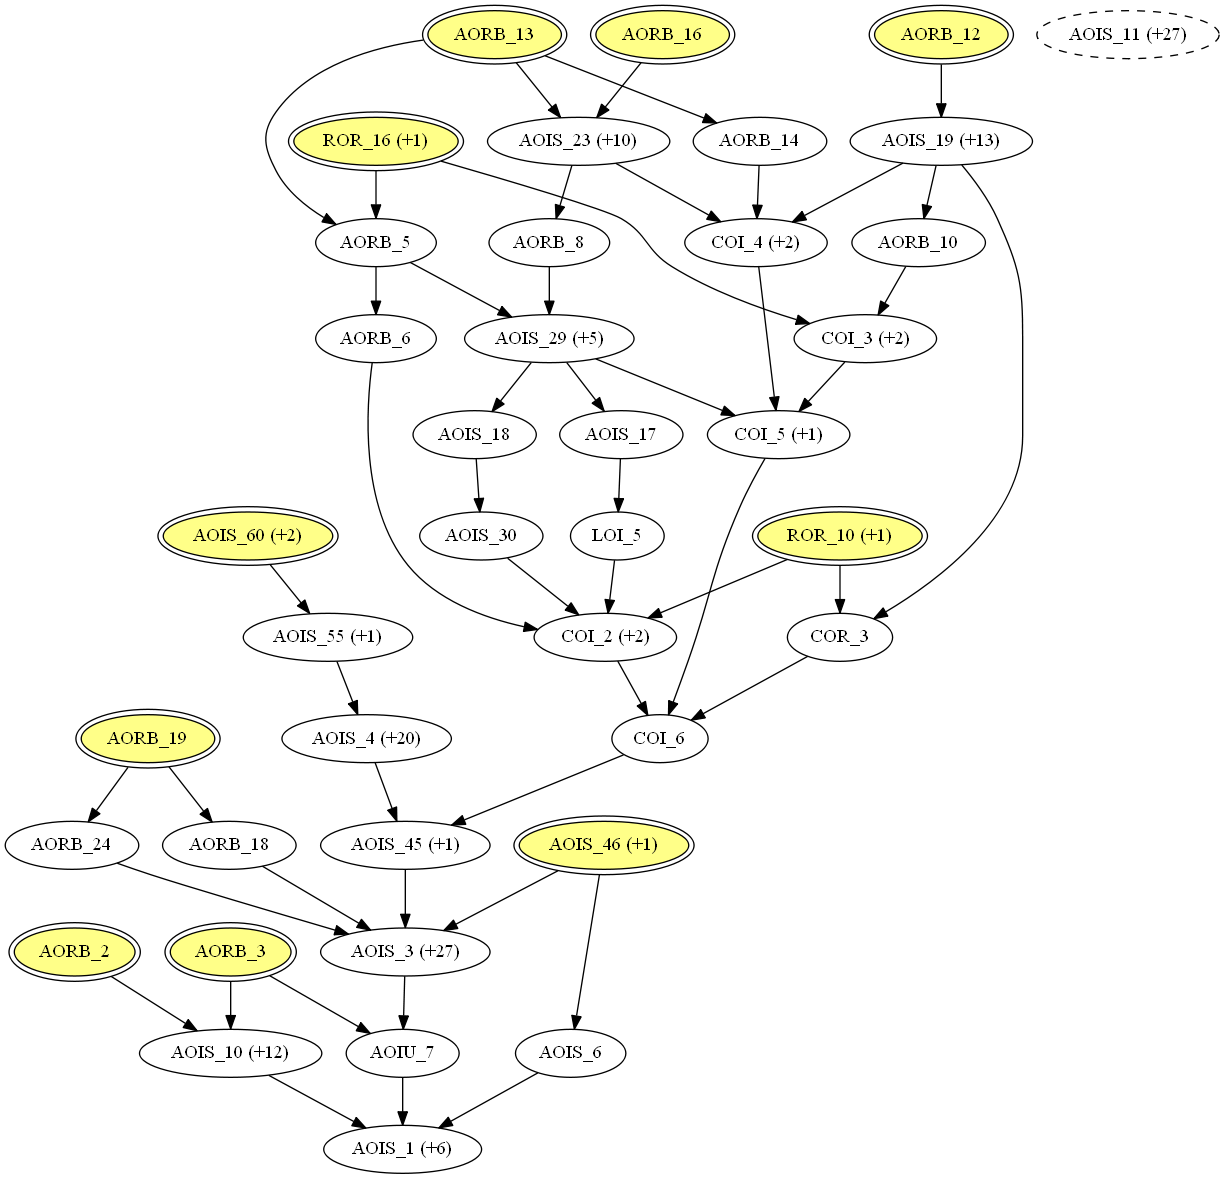 AORB_13
AORB_16
AORB_12
AOIS_11 (+27)
ROR_16 (+1)
AOIS_23 (+10)
AORB_14
AOIS_19 (+13)
AORB_5
AORB_8
COI_4 (+2)
AORB_10
AORB_6
AOIS_29 (+5)
COI_3 (+2)
AOIS_18
AOIS_17
COI_5 (+1)
AOIS_60 (+2)
AOIS_30
LOI_5
ROR_10 (+1)
AOIS_55 (+1)
COI_2 (+2)
COR_3
AORB_19
AOIS_4 (+20)
COI_6
AORB_24
AORB_18
AOIS_45 (+1)
AOIS_46 (+1)
AORB_2
AORB_3
AOIS_3 (+27)
AOIS_10 (+12)
AOIU_7
AOIS_6
AOIS_1 (+6)